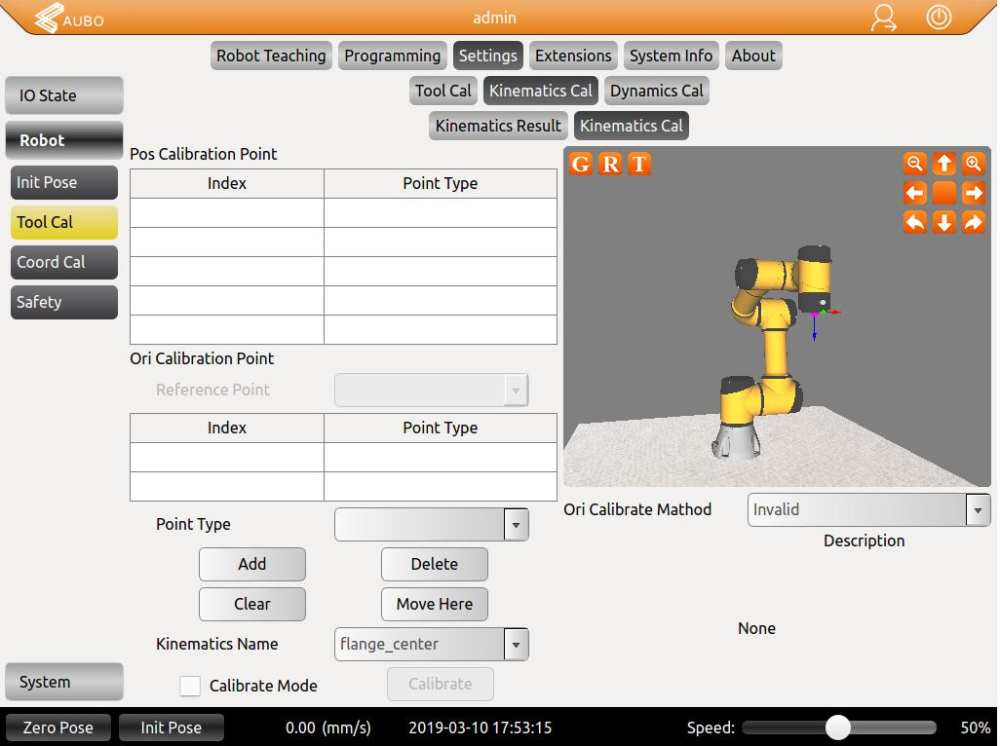 AUBO
admin
Robot Teaching Programming Settings Extensions System Info About
Tool Cal Kinematics Cal Dynamics Cal
Kinematics Result Kinematics Cal
IO State
Robot
Init Pose
Tool Cal
Coord Cal
Safety
System
Pos Calibration Point
Index Point Type
Ori Calibration Point
Reference Point
Index Point Type
Point Type
Add Delete
Clear Move Here
Kinematics Name flange_center
Calibrate Mode Calibrate
G R T
Ori Calibrate Mathod Invalid
Description
None
Zero Pose Init Pose 0.00 (mm/s) 2019-03-10 17:53:15 Speed: 50%